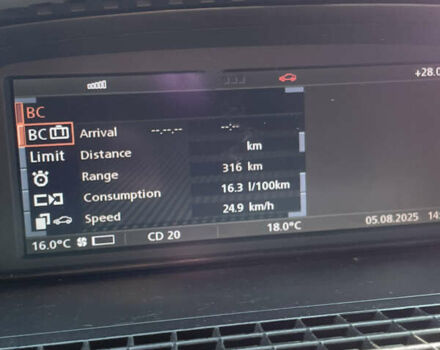 +28.0
BC
BC Arrival --.--.-- --:--
Limit Distance km
Range 316 km
Consumption 16.3 l/100km
Speed 24.9 km/h
16.0°C CD 20 18.0°C 05.08.2025 14: